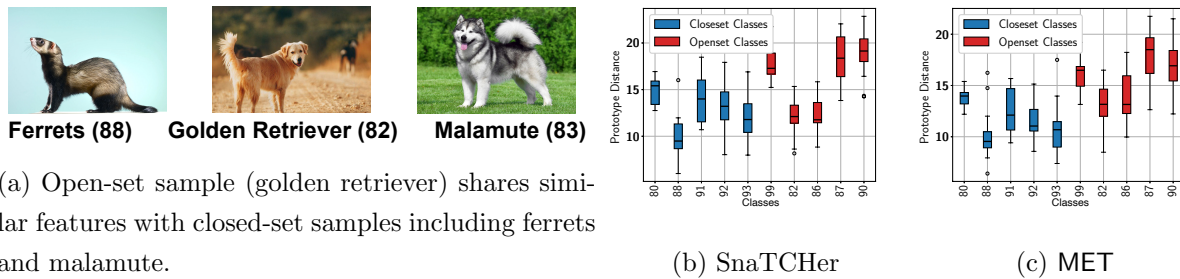 Ferrets (88)
Golden Retriever (82)
Malamute (83)
(a) Open-set sample (golden retriever) shares simi-
lar features with closed-set samples including ferrets
and malamute.
Closeset Classes
Openset Classes
Prototype Distance
20
15
10
80
88
91
92
93
99
82
86
87
90
Classes
(b) SnaTCHer
Closeset Classes
Openset Classes
Prototype Distance
20
15
10
80
88
91
92
93
99
82
86
87
90
Classes
(c) MET